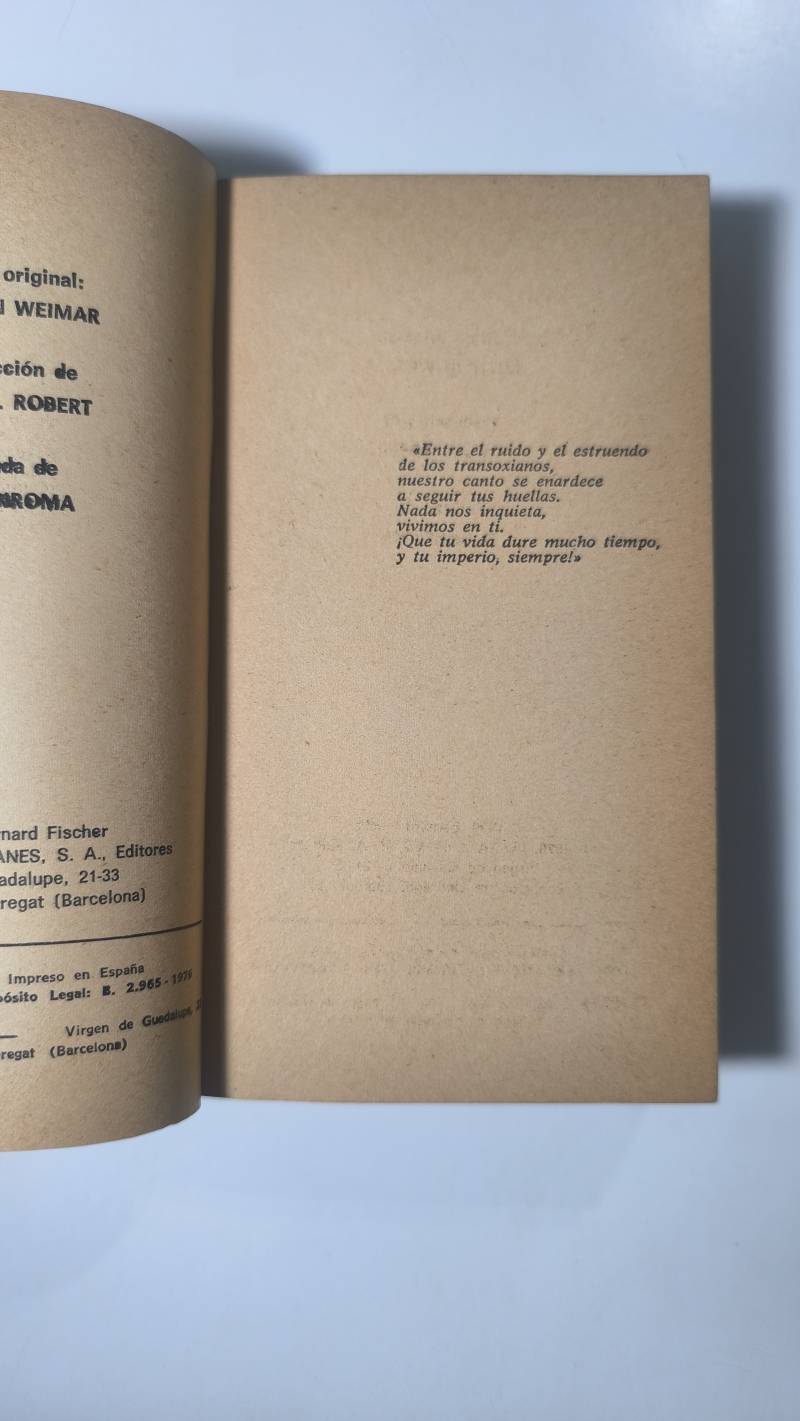 original:
WEIMAR
ción de
ROBERT
da de
ROMA
nard Fischer
ANES, S. A., Editores
adalupe, 21-33
regat (Barcelona)
Impreso en España
ósito Legal: B. 2.965 - 1976
Virgen de Guadalupe,
regat (Barcelona)
«Entre el ruido y el estruendo
de los transoxianos,
nuestro canto se enardece
a seguir tus huellas.
Nada nos inquieta,
vivimos en ti.
¡Que tu vida dure mucho tiempo,
y tu imperio, siempre!»